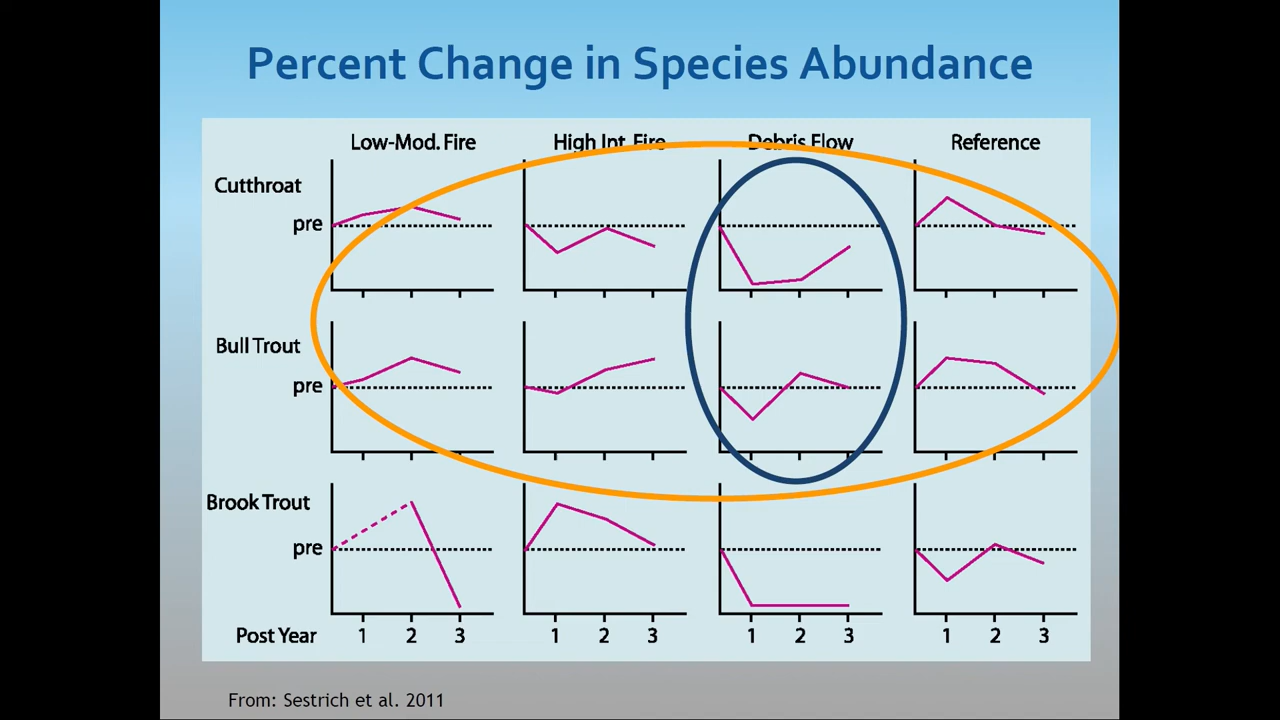 Percent Change in Species Abundance
Low-Mod. Fire High Int. Fire Debris Flow Reference
Cutthroat
pre
Bull Trout
pre
Brook Trout
pre
Post Year 1 2 3 1 2 3 1 2 3 1 2 3
From: Sestrich et al. 2011